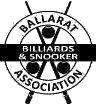 BALLARAT
BILLIARDS
& SNOOKER
ASSOCIATION